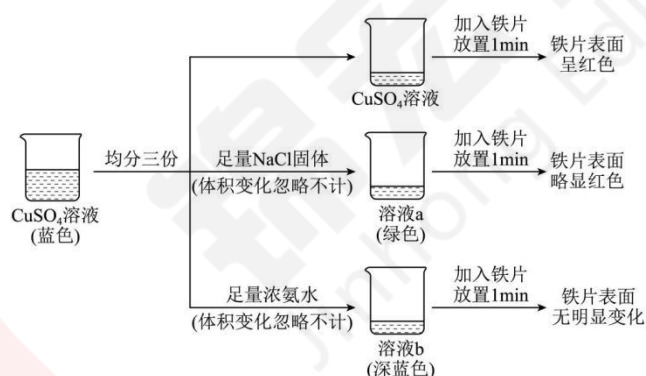 加入铁片
放置1min
铁片表面
呈红色
CuSO₄溶液
均分三份
足量NaCl固体
(体积变化忽略不计)
加入铁片
放置1min
铁片表面
略显红色
CuSO₄溶液
(蓝色)
溶液a
(绿色)
足量浓氨水
(体积变化忽略不计)
加入铁片
放置1min
铁片表面
无明显变化
溶液b
(深蓝色)